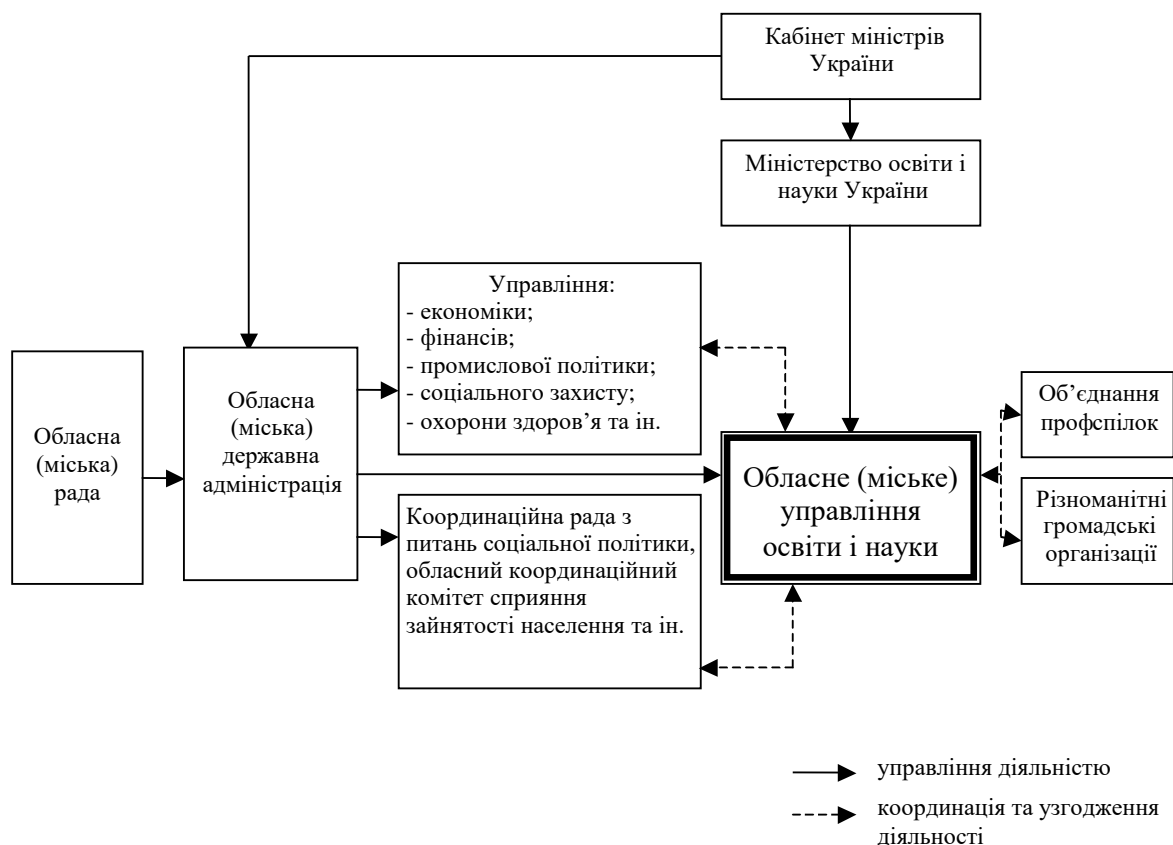 Кабінет міністрів
України
Міністерство освіти і
науки України
Управління:
- економіки;
- фінансів;
- промислової політики;
- соціального захисту;
- охорони здоров’я та ін.
Обласна
(міська)
рада
Обласна
(міська)
державна
адміністрація
Координаційна рада з
питань соціальної політики,
обласний координаційний
комітет сприяння
зайнятості населення та ін.
Обласне (міське)
управління
освіти і науки
Об’єднання
профспілок
Різноманітні
громадські
організації
управління діяльністю
координація та узгодження
діяльності